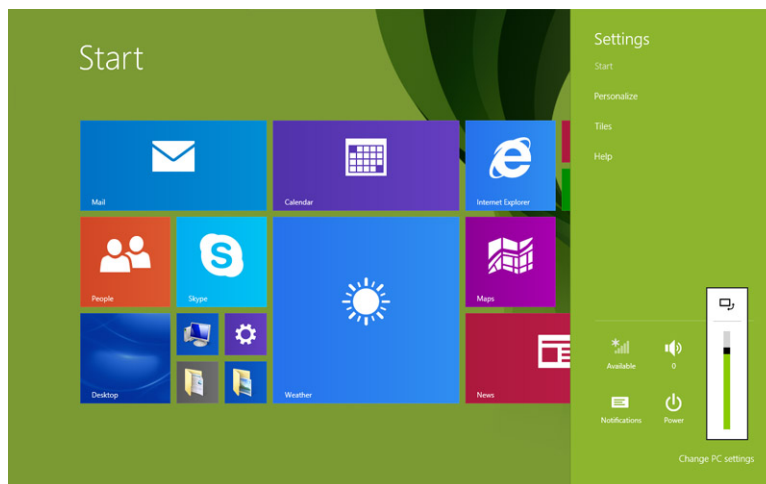 Start
Mail
Calendar
Internet Explorer
People
Skype
Maps
Desktop
Weather
News
Settings
Start
Personalize
Tiles
Help
Available
0
Notifications
Power
Change PC settings